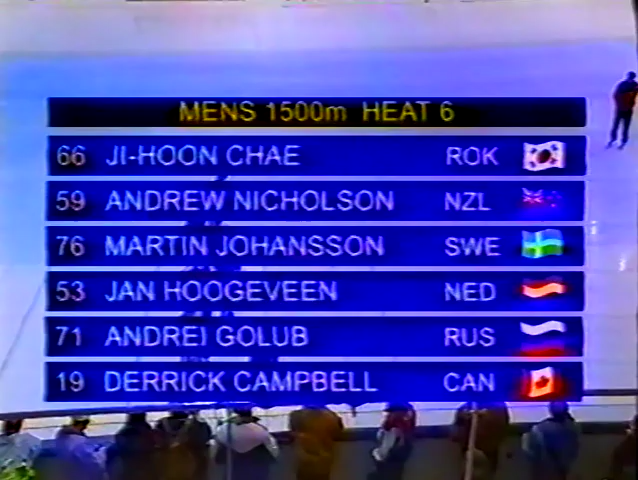 MENS 1500m HEAT 6
66 JI-HOON CHAE ROK
59 ANDREW NICHOLSON NZL
76 MARTIN JOHANSSON SWE
53 JAN HOOGEVEEN NED
71 ANDREI GOLUB RUS
19 DERRICK CAMPBELL CAN